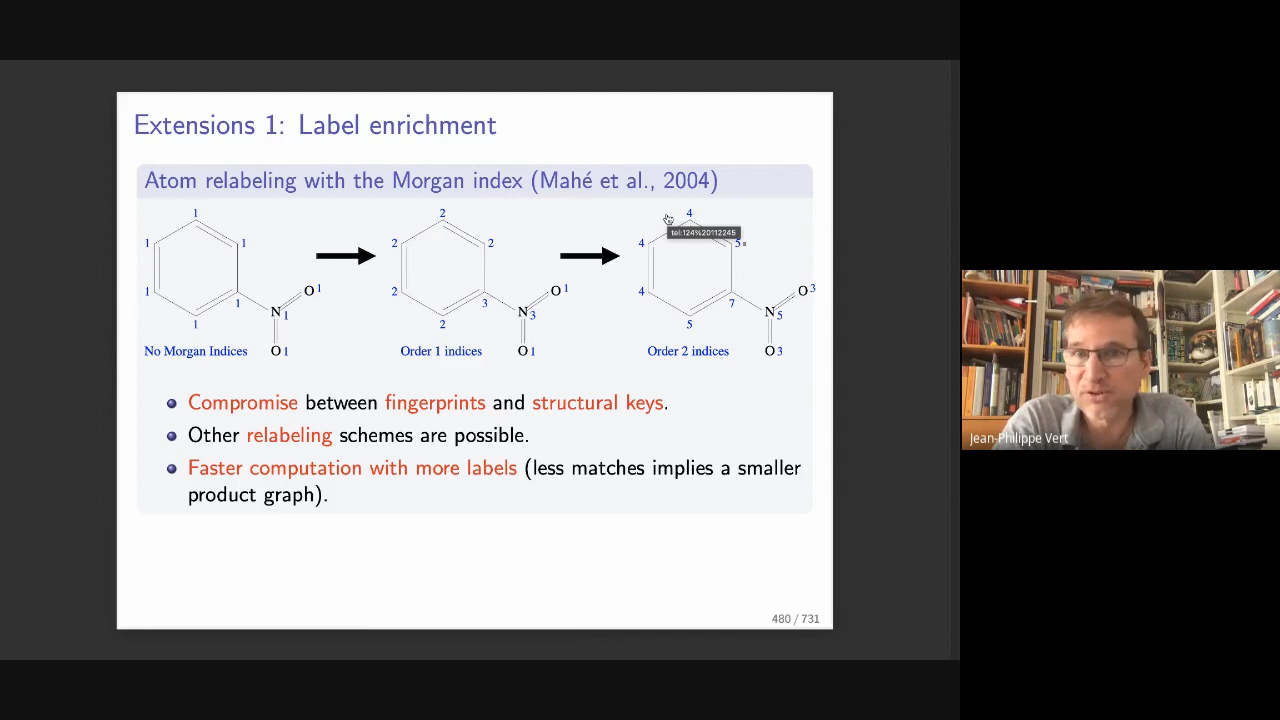 Extensions 1: Label enrichment
Atom relabeling with the Morgan index (Mahé et al., 2004)
1
1
1
1
1
1
N 1
O 1
O 1
No Morgan Indices
2
2
2
2
3
2
N 3
O 1
O 1
Order 1 indices
4
tel:124%20112245
4
5
4
7
5
N 5
O 3
O 3
Order 2 indices
Compromise between fingerprints and structural keys.
Other relabeling schemes are possible.
Faster computation with more labels (less matches implies a smaller
product graph).
480 / 731
Jean-Philippe Vert